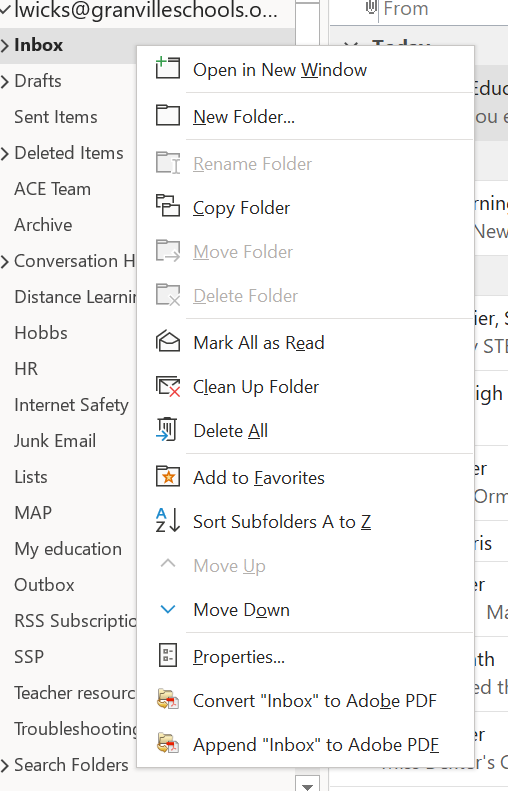 lwicks@granvilleschools.o...
Inbox
Drafts
Sent Items
Deleted Items
ACE Team
Archive
Conversation H
Distance Learni
Hobbs
HR
Internet Safety
Junk Email
Lists
MAP
My education
Outbox
RSS Subscriptio
SSP
Teacher resourc
Troubleshooting
Search Folders
Open in New Window
New Folder...
Rename Folder
Copy Folder
Move Folder
Delete Folder
Mark All as Read
Clean Up Folder
Delete All
Add to Favorites
Sort Subfolders A to Z
Move Up
Move Down
Properties...
Convert "Inbox" to Adobe PDF
Append "Inbox" to Adobe PDF
From
Today
Educ
ou e
rning
New
ier, S
STE
igh
er
Orm
ris
er
Ma
ath
ed th
er